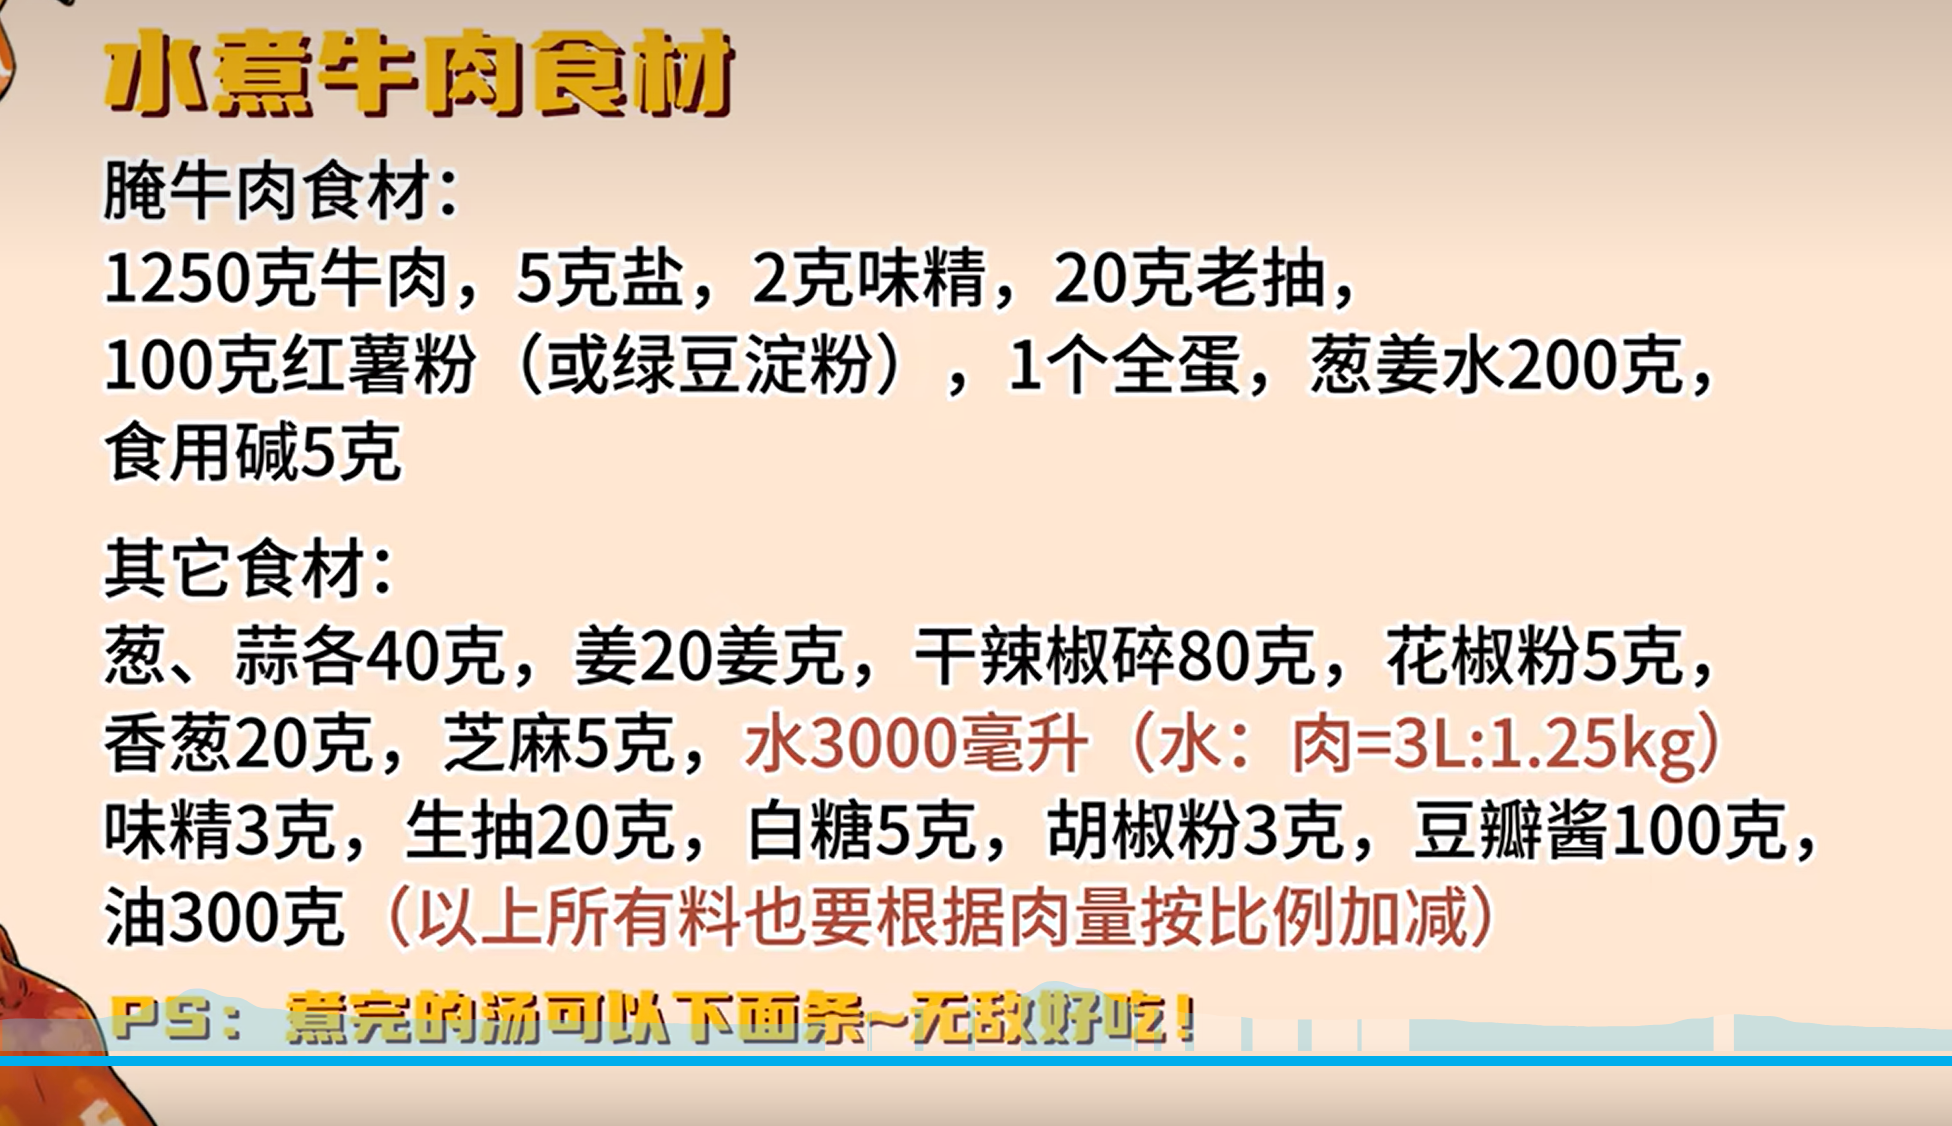 水煮牛肉食材
腌牛肉食材：
1250克牛肉，5克盐，2克味精，20克老抽，
100克红薯粉（或绿豆淀粉），1个全蛋，葱姜水200克，
食用碱5克
其它食材：
葱、蒜各40克，姜20姜克，干辣椒碎80克，花椒粉5克，
香葱20克，芝麻5克，水3000毫升（水：肉=3L:1.25kg）
味精3克，生抽20克，白糖5克，胡椒粉3克，豆瓣酱100克，
油300克（以上所有料也要根据肉量按比例加减）
PS：煮完的汤可以下面条~无敌好吃！